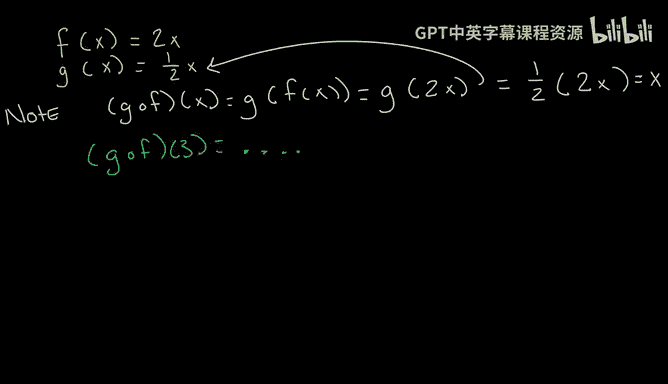 GPT中英字幕课程资源 bilibili
f(x) = 2x
g(x) = 1/2 x
Note (g∘f)(x) = g(f(x)) = g(2x) = 1/2 (2x) = x
(g∘f)(3) = ....